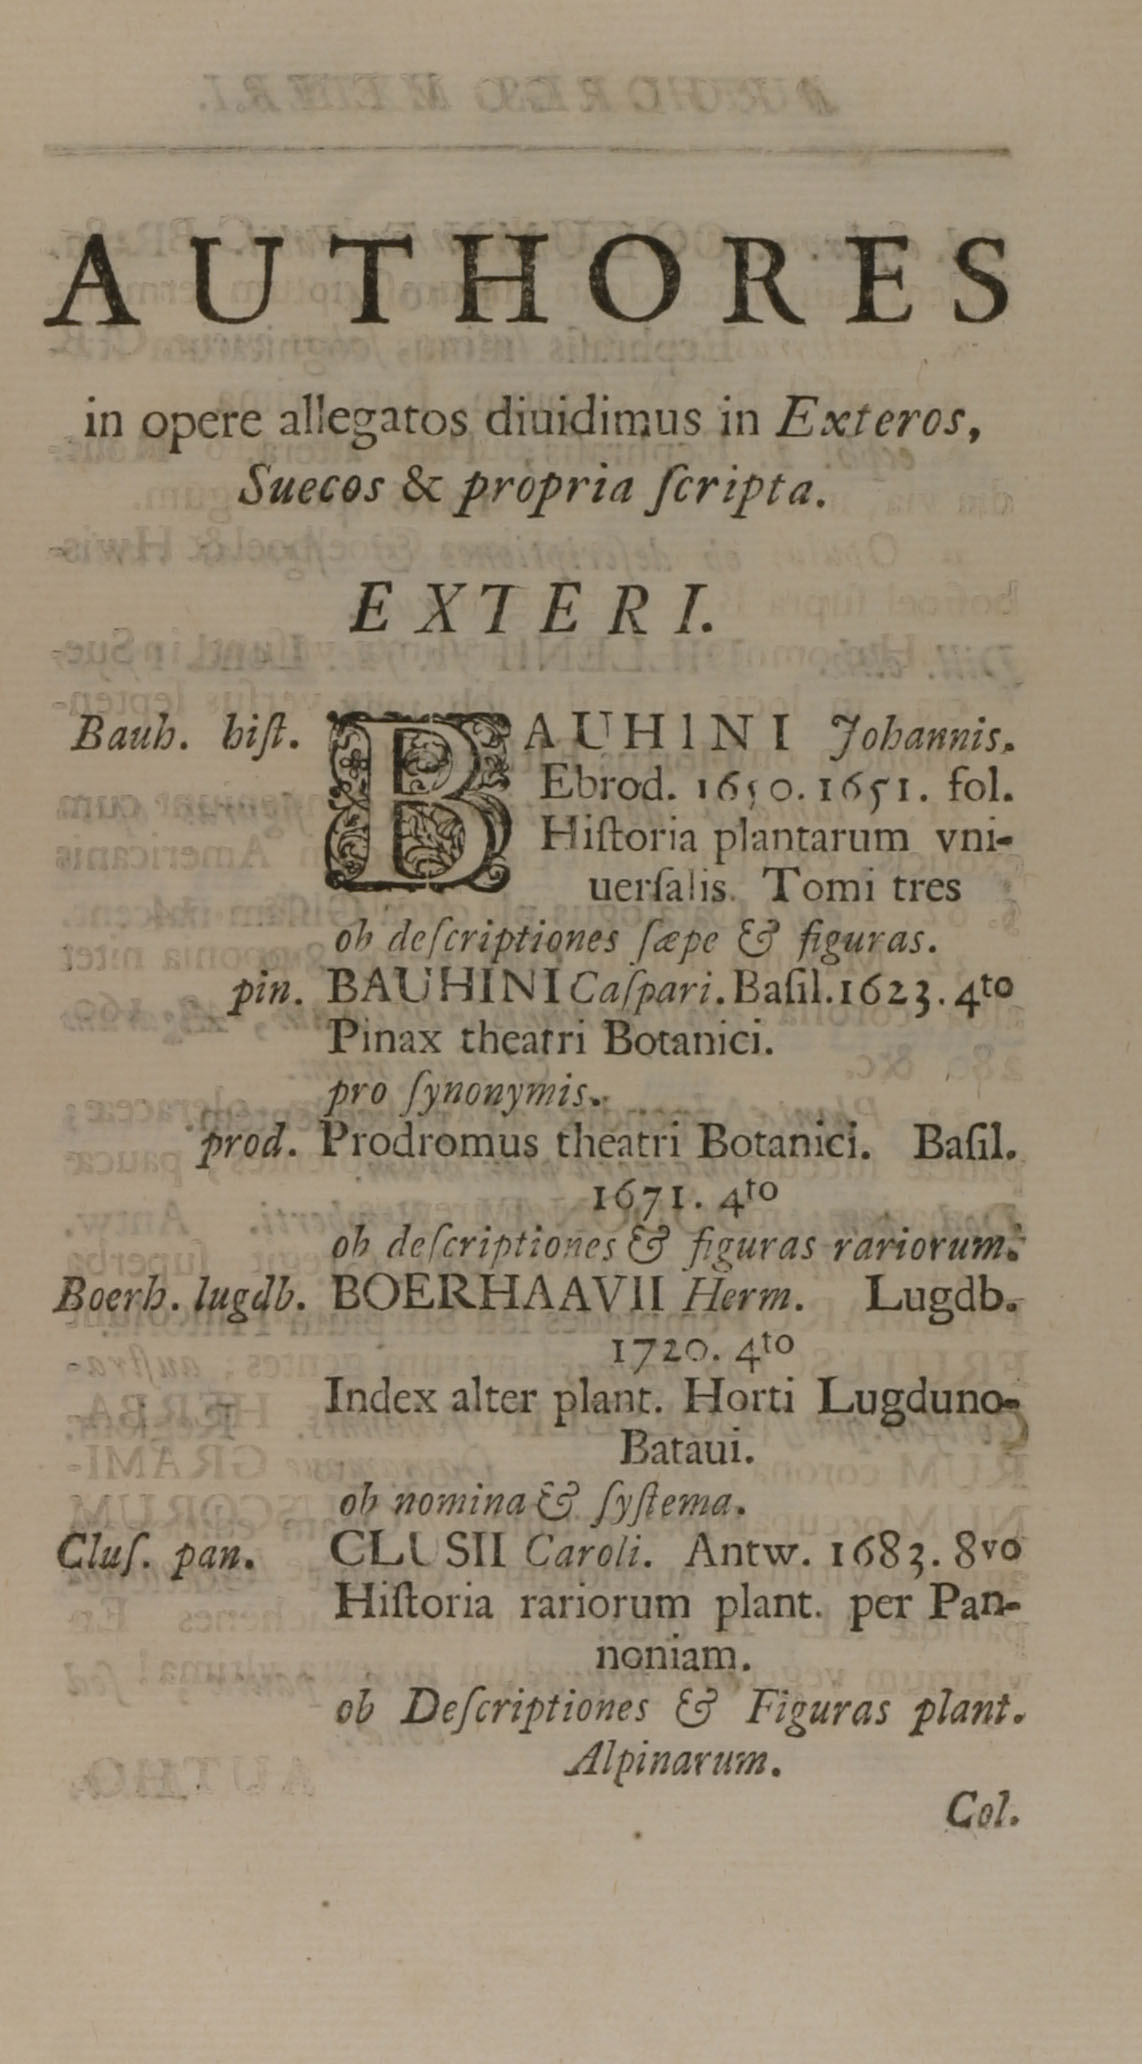 AUTHORES
in opere allegatos diuidimus in Exteros,
Suecos & propria ſcripta.
EXTERI.
Bauh. hiſt. BAUHINI Johannis.
Ebrod. 1650. 1651. fol.
Hiſtoria plantarum vni-
uerſalis. Tomi tres
ob deſcriptiones ſæpe & figuras.
pin. BAUHINI Caſpari. Baſil. 1623. 4to
Pinax theatri Botanici.
pro ſynonymis.
prod. Prodromus theatri Botanici. Baſil.
1671. 4to
ob deſcriptiones & figuras rariorum.
Boerh. lugdb. BOERHAAVII Herm. Lugdb.
1720. 4to
Index alter plant. Horti Lugduno-
Bataui.
ob nomina & ſyſtema.
Cluſ. pan. CLUSII Caroli. Antw. 1683. 8vo
Hiſtoria rariorum plant. per Pan-
noniam.
ob Deſcriptiones & Figuras plant.
Alpinarum.
Col.